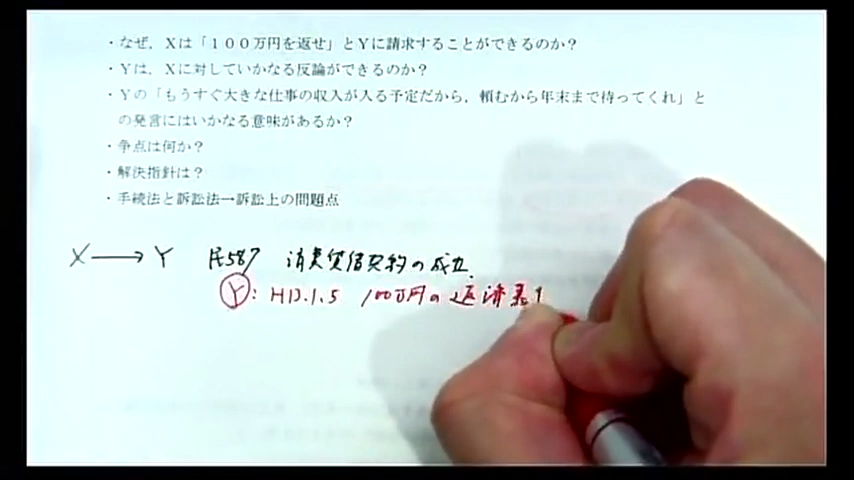 ・なぜ，Xは「１００万円を返せ」とYに請求することができるのか？
・Yは，Xに対していかなる反論ができるのか？
・Yの「もうすぐ大きな仕事の収入が入る予定だから，頼むから年末まで待ってくれ」と
の発言にはいかなる意味があるか？
・争点は何か？
・解決指針は？
・手続法と訴訟法→訴訟上の問題点
X→Y 民587 消費貸借契約の成立.
Y: H20.1.5 100万円の返済